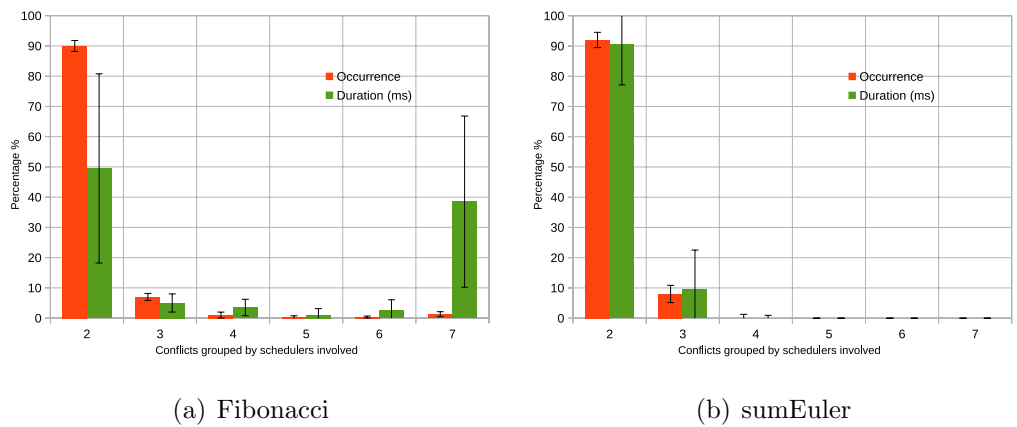 100
90
80
70
60
50
40
30
20
10
0
Percentage %
Occurrence
Duration (ms)
2 3 4 5 6 7
Conflicts grouped by schedulers involved
(a) Fibonacci
100
90
80
70
60
50
40
30
20
10
0
Percentage %
Occurrence
Duration (ms)
2 3 4 5 6 7
Conflicts grouped by schedulers involved
(b) sumEuler